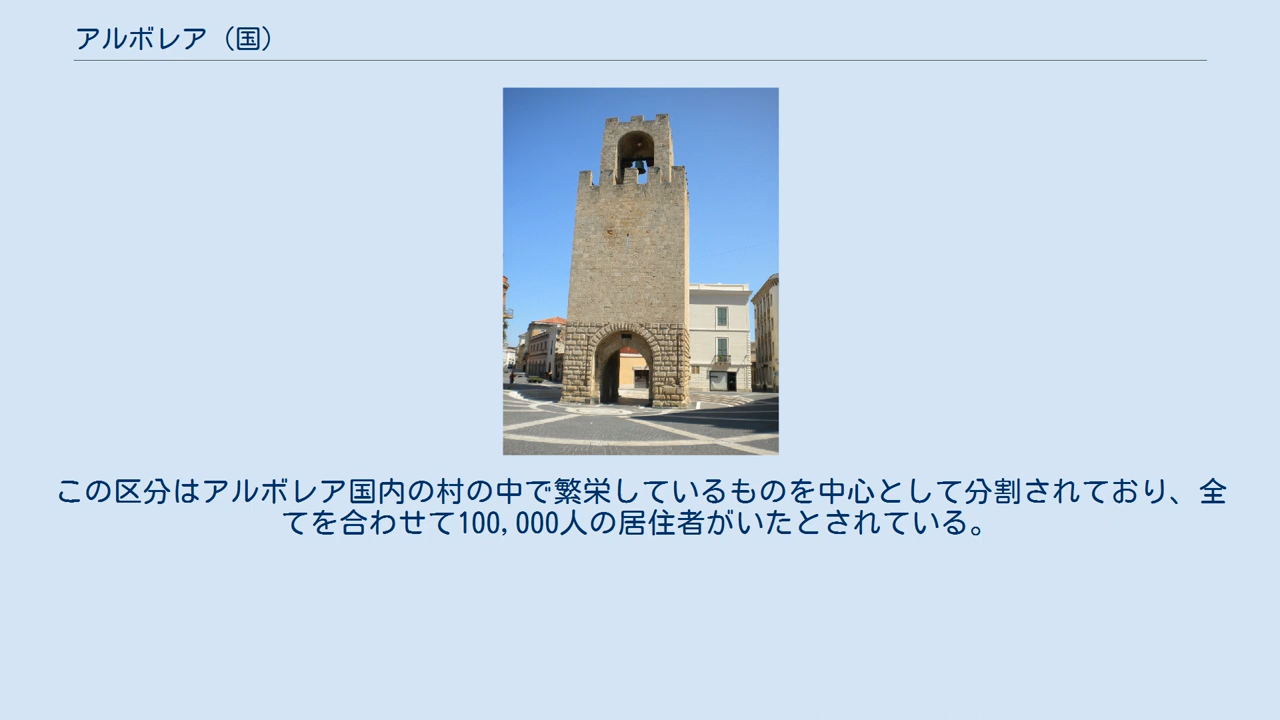 アルボレア（国）
この区分はアルボレア国内の村の中で繁栄しているものを中心として分割されており、全
てを合わせて100,000人の居住者がいたとされている。